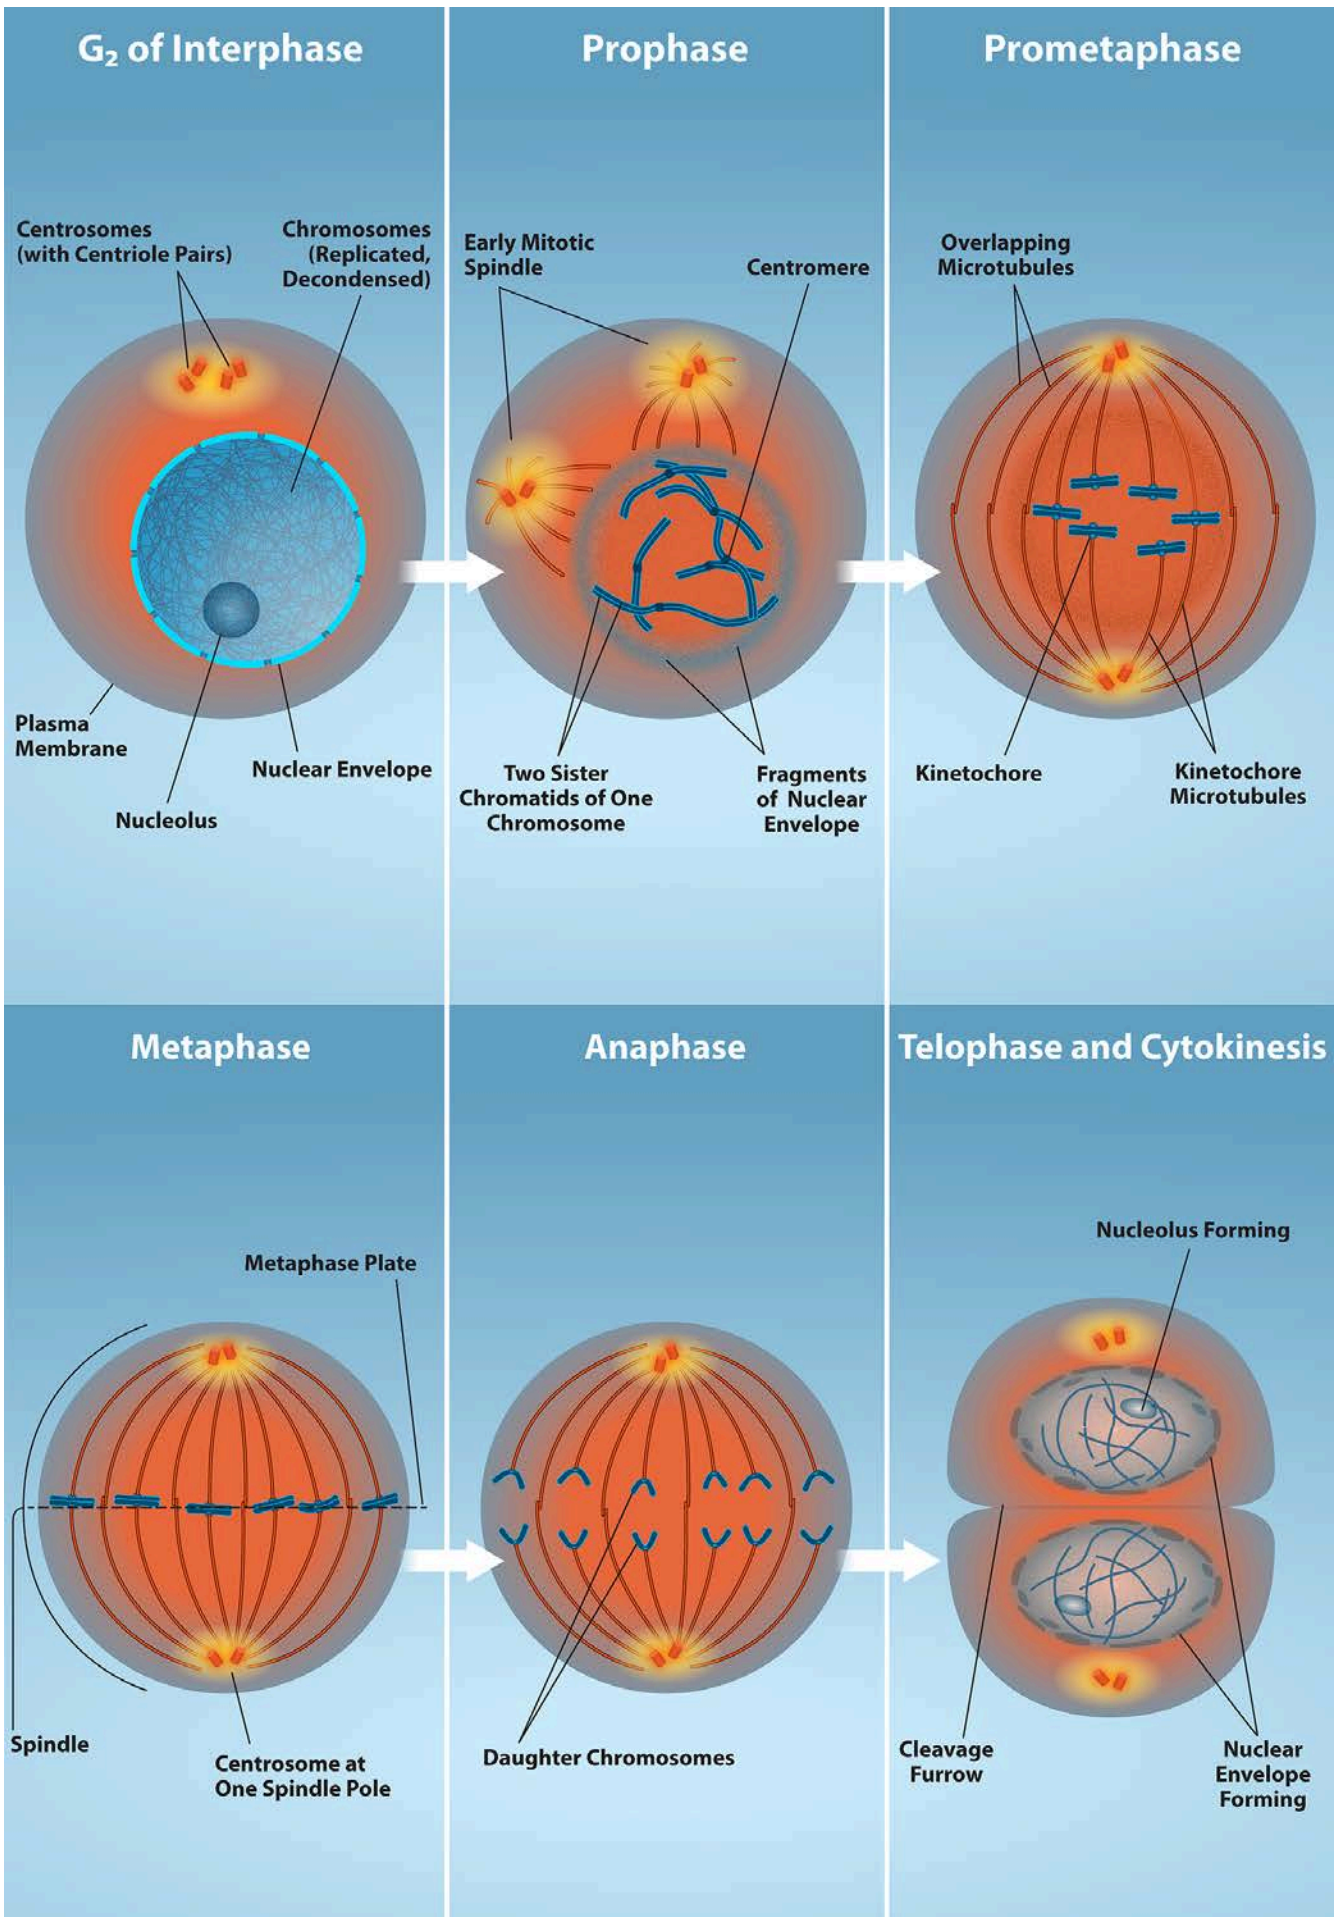 G₂ of Interphase
Centrosomes
(with Centriole Pairs)
Chromosomes
(Replicated,
Decondensed)
Plasma
Membrane
Nuclear Envelope
Nucleolus
Prophase
Early Mitotic
Spindle
Centromere
Two Sister
Chromatids of One
Chromosome
Fragments
of Nuclear
Envelope
Prometaphase
Overlapping
Microtubules
Kinetochore
Kinetochore
Microtubules
Metaphase
Metaphase Plate
Spindle
Centrosome at
One Spindle Pole
Anaphase
Daughter Chromosomes
Telophase and Cytokinesis
Nucleolus Forming
Cleavage
Furrow
Nuclear
Envelope
Forming